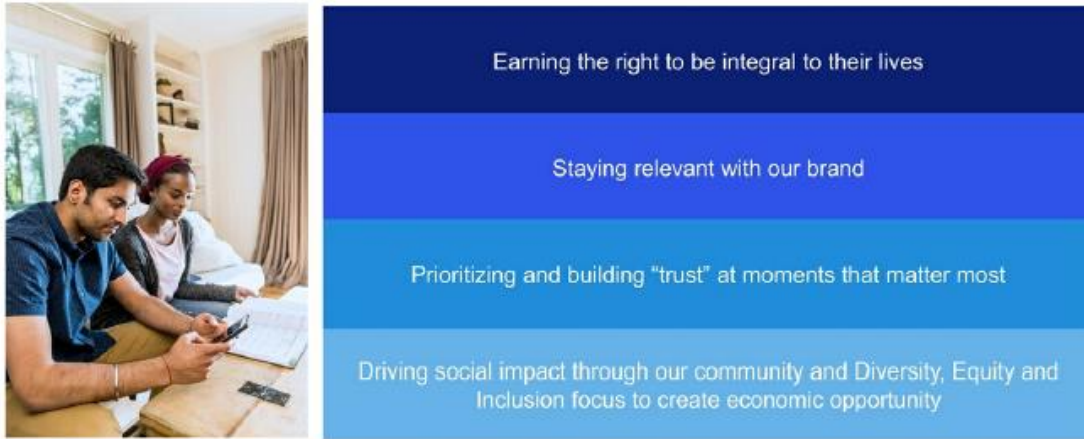 Earning the right to be integral to their lives
Staying relevant with our brand
Prioritizing and building “trust” at moments that matter most
Driving social impact through our community and Diversity, Equity and
Inclusion focus to create economic opportunity